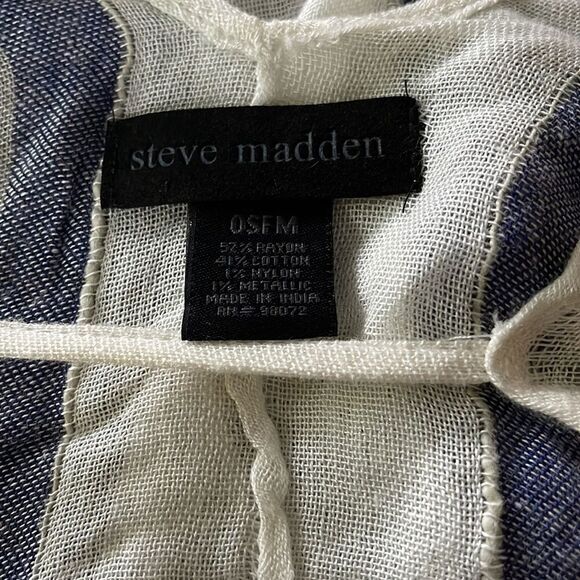 steve madden
OSFM
57% RAYON
41% COTTON
1% NYLON
1% METALLIC
MADE IN INDIA
RN# 98072